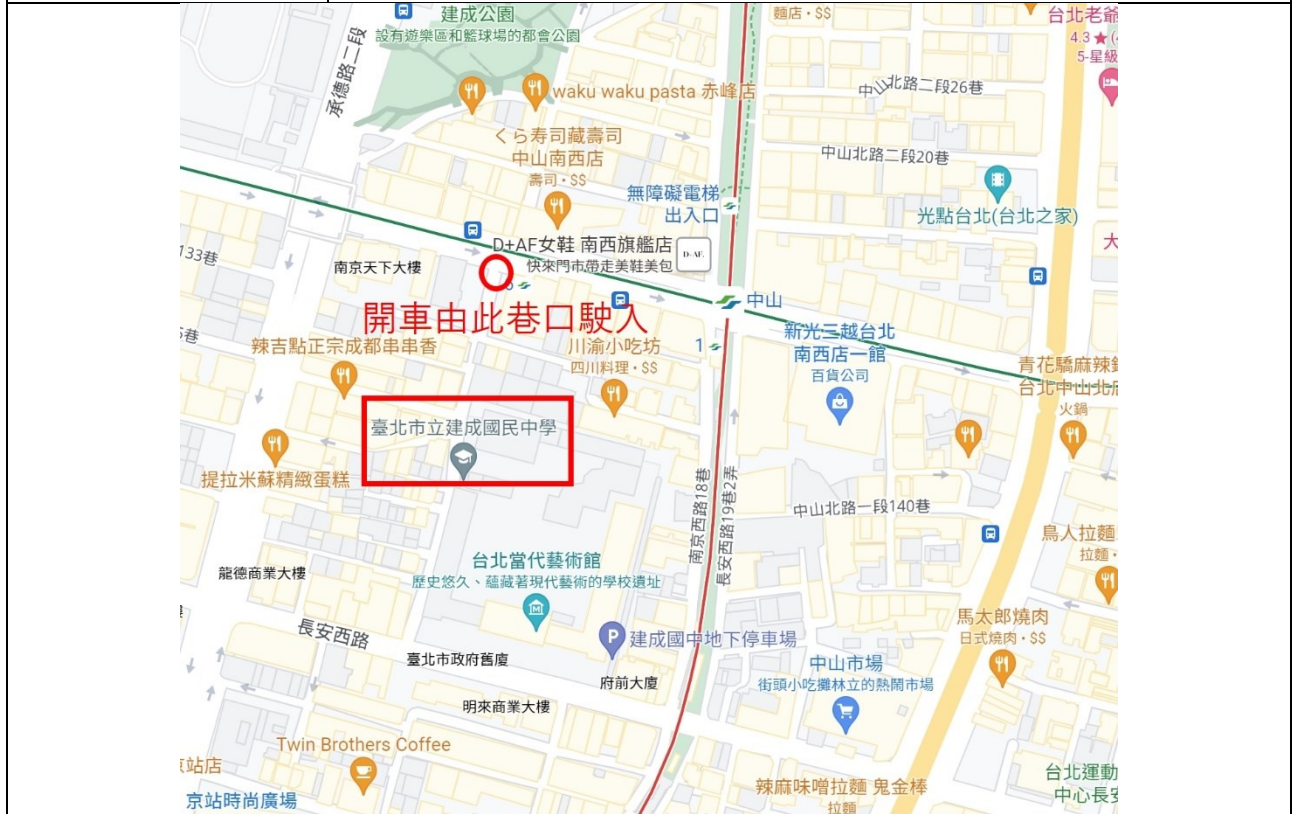 建成公園
設有遊樂區和籃球場的都會公園
麵店·$$
台北老爺
4.3★
5-星級
承德路二段
waku waku pasta 赤峰店
中山北路二段26巷
くら寿司藏壽司
中山南西店
壽司·$$
中山北路二段20巷
無障礙電梯
出入口
光點台北(台北之家)
D+AF女鞋 南西旗艦店
快來門市帶走美鞋美包
D+AF.
大
133巷
南京天下大樓
6
中山
開車由此巷口駛入
巷
辣吉點正宗成都串串香
川渝小吃坊
四川料理·$$
1
新光三越台北
南西店一館
百貨公司
青花驕麻辣
台北中山北
火鍋
臺北市立建成國民中學
提拉米蘇精緻蛋糕
南京西路18巷
長安西路19巷2弄
中山北路一段140巷
鳥人拉麵
拉麵·
台北當代藝術館
歷史悠久、蘊藏著現代藝術的學校遺址
龍德商業大樓
馬太郎燒肉
日式燒肉·$$
長安西路
P
建成國中地下停車場
臺北市政府舊廈
府前大廈
中山市場
街頭小吃攤林立的熱鬧市場
明來商業大樓
Twin Brothers Coffee
站店
京站時尚廣場
辣麻味噌拉麵 鬼金棒
拉麵
台北運動
中心長安